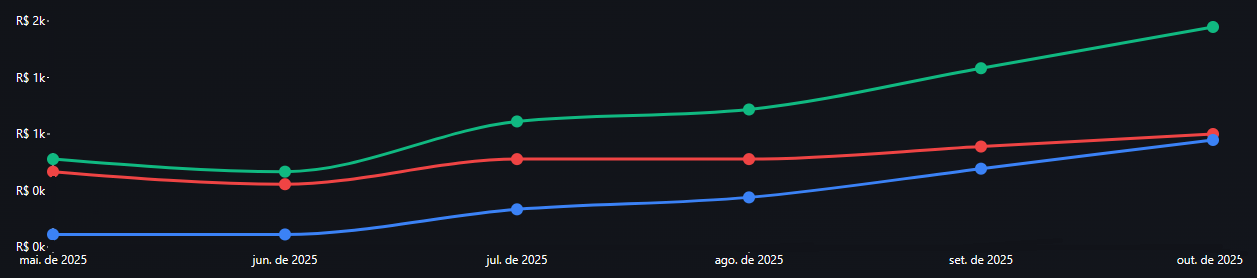 R$ 2k
R$ 1k
R$ 1k
R$ 0k
R$ 0k
mai. de 2025 jun. de 2025 jul. de 2025 ago. de 2025 set. de 2025 out. de 2025